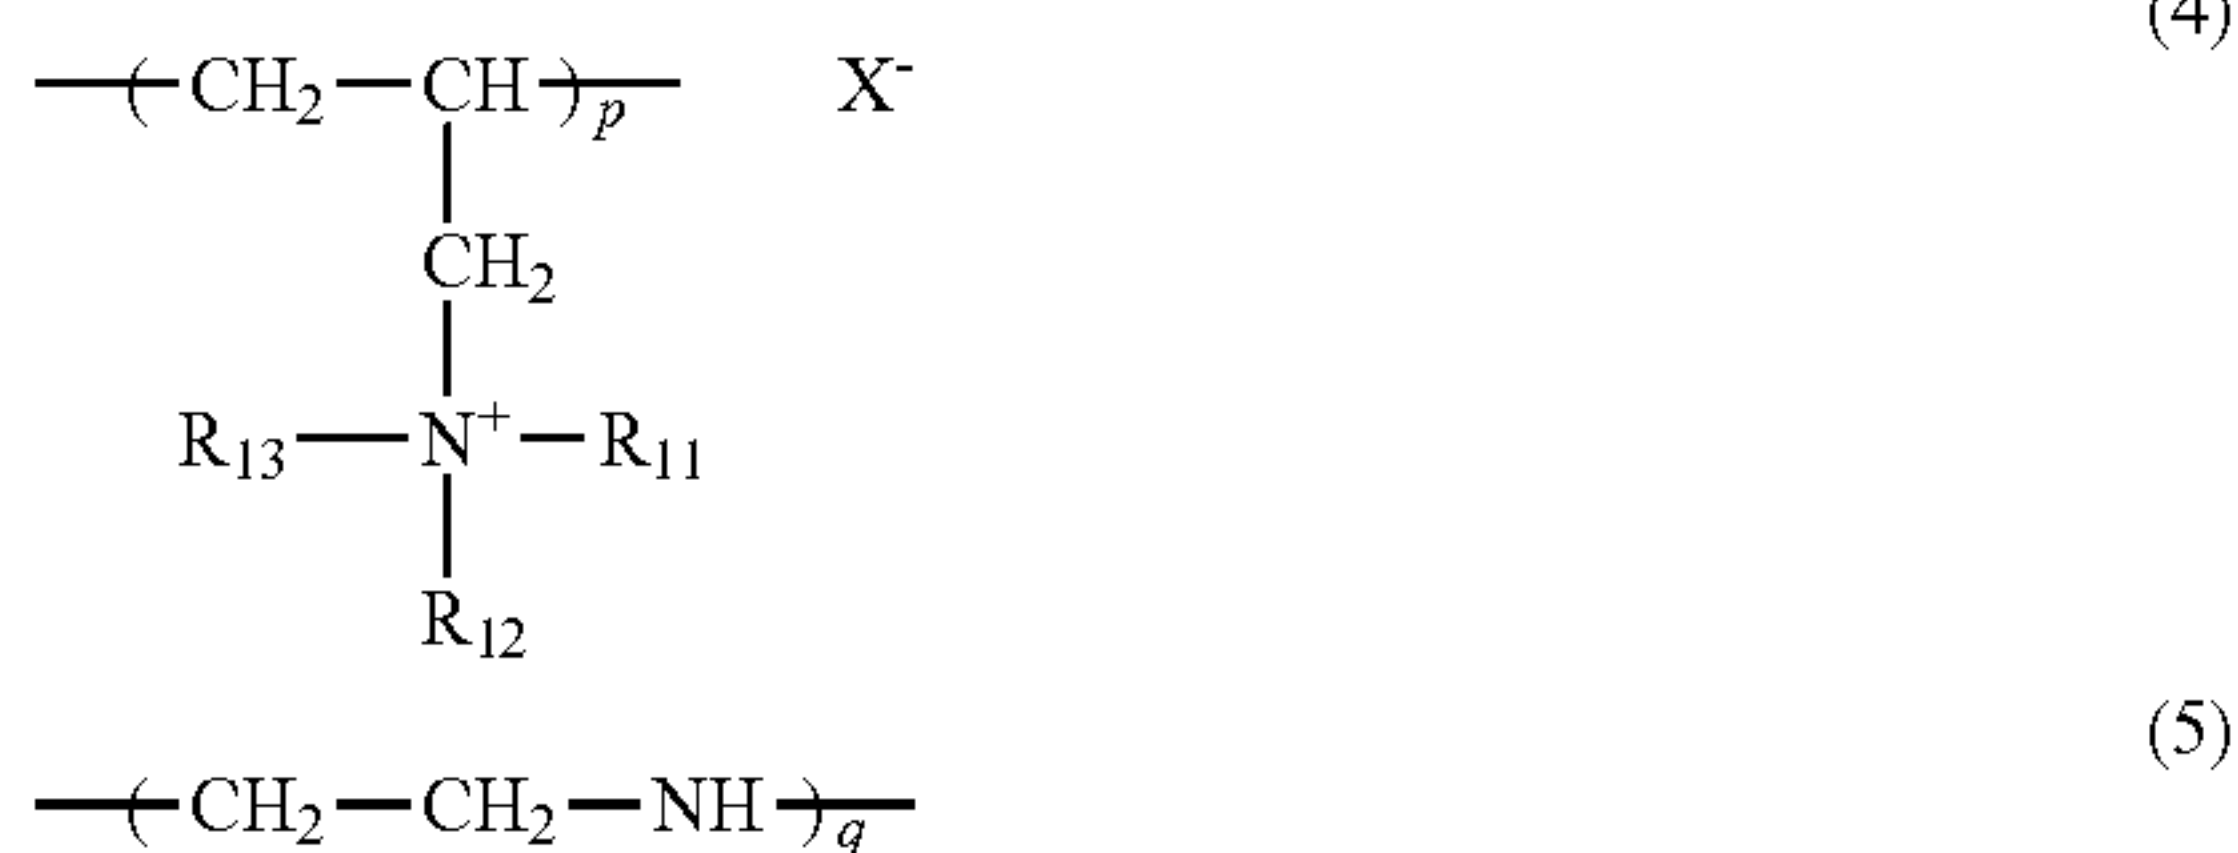 (4)
—(CH₂—CH)ₚ— X⁻
CH₂
R₁₃—N⁺—R₁₁
R₁₂
(5)
—(CH₂—CH₂—NH)q—